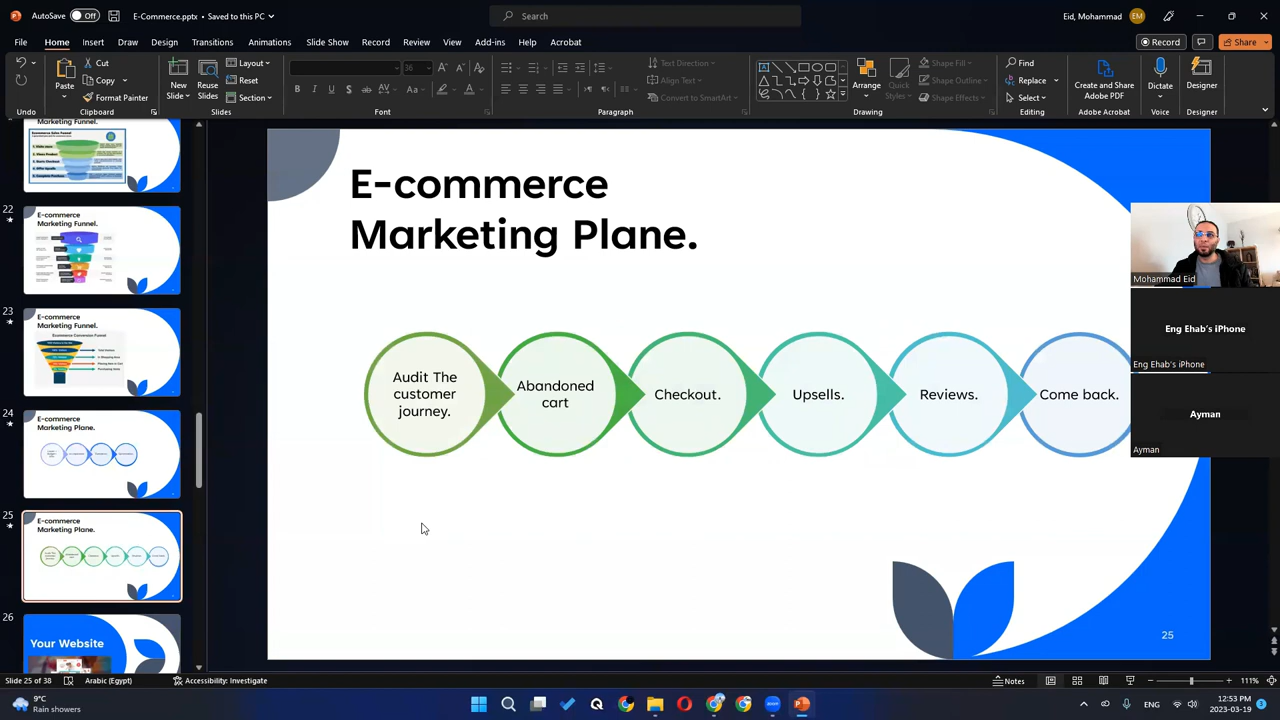 AutoSave
Off
E-Commerce.pptx • Saved to this PC
Search
Eid, Mohammad
EM
File
Home
Insert
Draw
Design
Transitions
Animations
Slide Show
Record
Review
View
Add-ins
Help
Acrobat
Record
Share
Paste
Cut
Copy
Format Painter
New
Slide
Reuse
Slides
Layout
Reset
Section
36
Text Direction
Align Text
Convert to SmartArt
Arrange
Quick
Styles
Shape Fill
Shape Outline
Shape Effects
Find
Replace
Select
Create and Share
Adobe PDF
Dictate
Designer
Undo
Clipboard
Slides
Font
Paragraph
Drawing
Editing
Adobe Acrobat
Voice
Designer
Marketing Funnel.
22
E-commerce
Marketing Funnel.
23
E-commerce
Marketing Funnel.
24
E-commerce
Marketing Plane.
25
E-commerce
Marketing Plane.
26
Your Website
E-commerce
Marketing Plane.
Audit The
customer
journey.
Abandoned
cart
Checkout.
Upsells.
Reviews.
Come back.
25
Mohammad Eid
Eng Ehab's iPhone
Eng Ehab's iPhone
Ayman
Ayman
Slide 25 of 38
Arabic (Egypt)
Accessibility: Investigate
Notes
111%
9°C
Rain showers
ENG
12:53 PM
2023-03-19